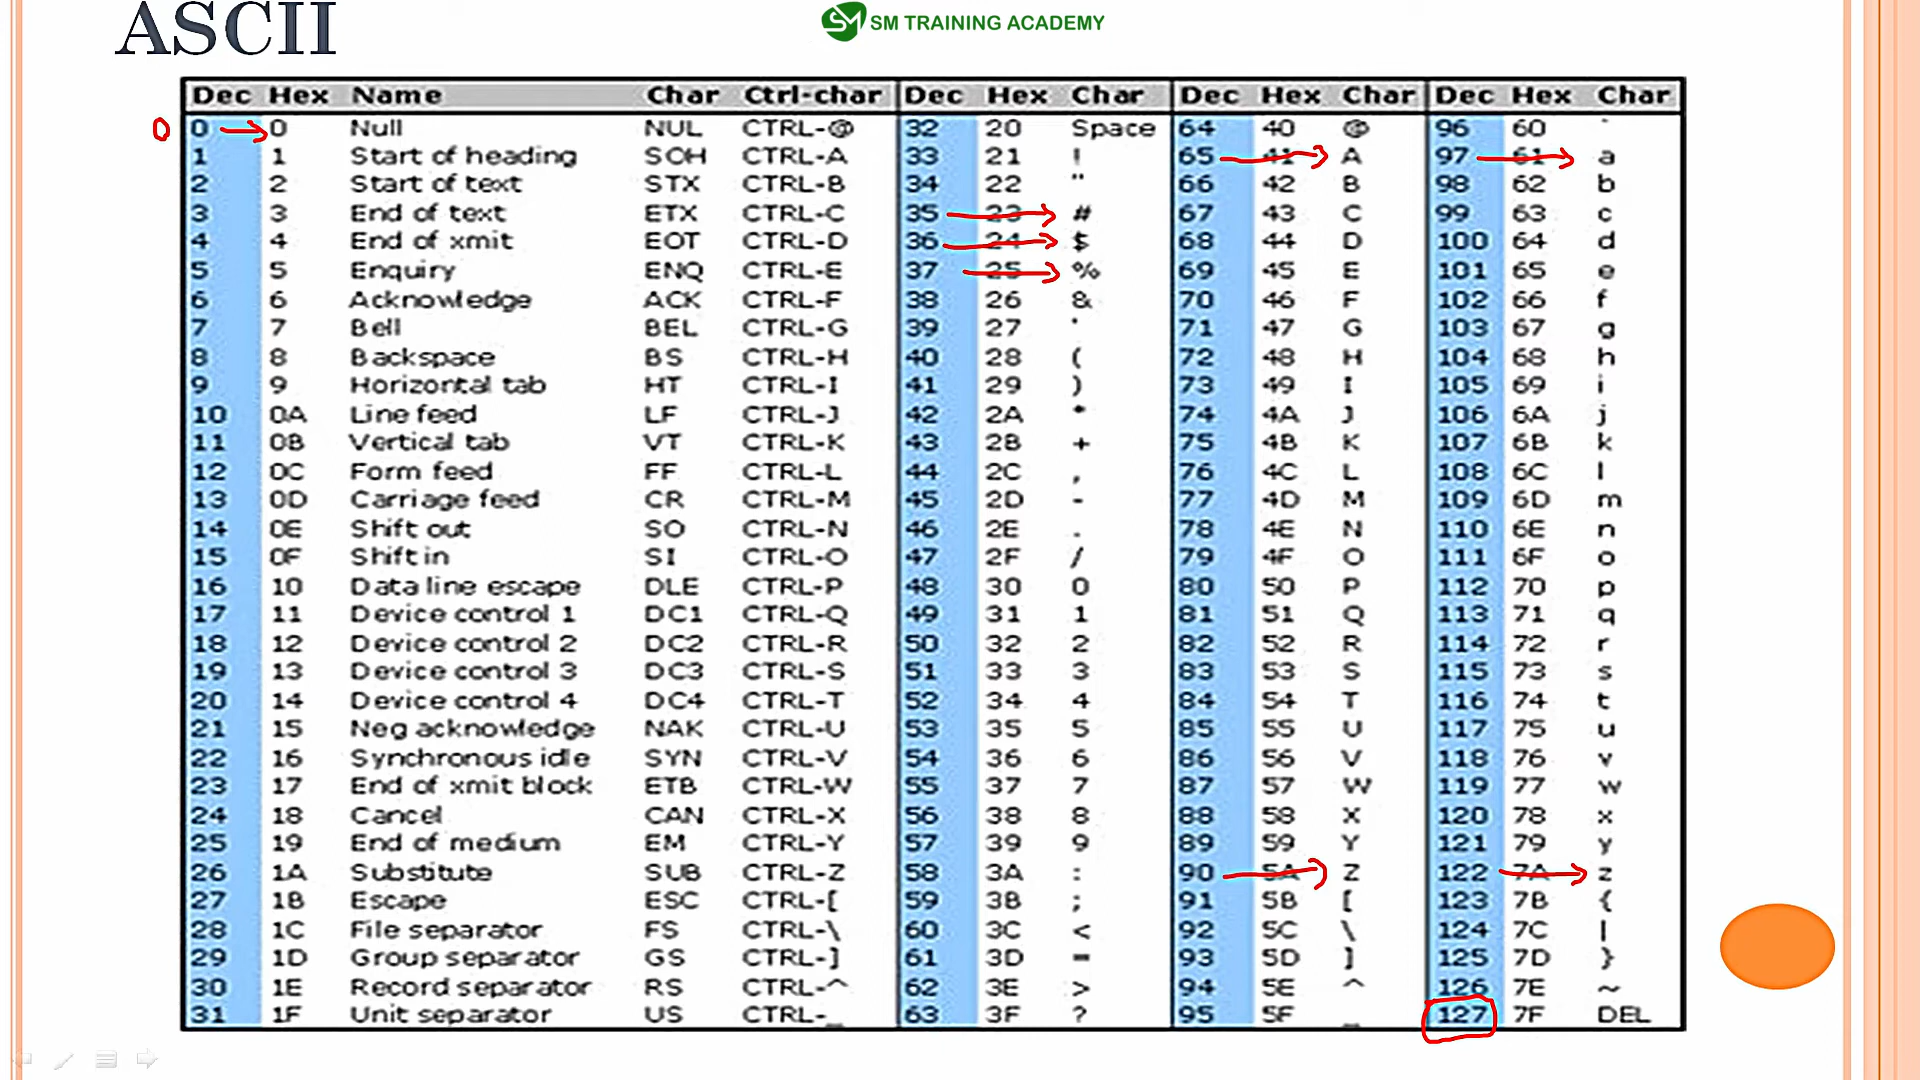 ASCII
SM TRAINING ACADEMY
Dec Hex Name Char Ctrl-char Dec Hex Char Dec Hex Char Dec Hex Char
0 0 0 Null NUL CTRL-@ 32 20 Space 64 40 @ 96 60 `
1 1 Start of heading SOH CTRL-A 33 21 ! 65 41 A 97 61 a
2 2 Start of text STX CTRL-B 34 22 " 66 42 B 98 62 b
3 3 End of text ETX CTRL-C 35 23 # 67 43 C 99 63 c
4 4 End of xmit EOT CTRL-D 36 24 $ 68 44 D 100 64 d
5 5 Enquiry ENQ CTRL-E 37 25 % 69 45 E 101 65 e
6 6 Acknowledge ACK CTRL-F 38 26 & 70 46 F 102 66 f
7 7 Bell BEL CTRL-G 39 27 ' 71 47 G 103 67 g
8 8 Backspace BS CTRL-H 40 28 ( 72 48 H 104 68 h
9 9 Horizontal tab HT CTRL-I 41 29 ) 73 49 I 105 69 i
10 0A Line feed LF CTRL-J 42 2A * 74 4A J 106 6A j
11 0B Vertical tab VT CTRL-K 43 2B + 75 4B K 107 6B k
12 0C Form feed FF CTRL-L 44 2C , 76 4C L 108 6C l
13 0D Carriage feed CR CTRL-M 45 2D - 77 4D M 109 6D m
14 0E Shift out SO CTRL-N 46 2E . 78 4E N 110 6E n
15 0F Shift in SI CTRL-O 47 2F / 79 4F O 111 6F o
16 10 Data line escape DLE CTRL-P 48 30 0 80 50 P 112 70 p
17 11 Device control 1 DC1 CTRL-Q 49 31 1 81 51 Q 113 71 q
18 12 Device control 2 DC2 CTRL-R 50 32 2 82 52 R 114 72 r
19 13 Device control 3 DC3 CTRL-S 51 33 3 83 53 S 115 73 s
20 14 Device control 4 DC4 CTRL-T 52 34 4 84 54 T 116 74 t
21 15 Neg acknowledge NAK CTRL-U 53 35 5 85 55 U 117 75 u
22 16 Synchronous idle SYN CTRL-V 54 36 6 86 56 V 118 76 v
23 17 End of xmit block ETB CTRL-W 55 37 7 87 57 W 119 77 w
24 18 Cancel CAN CTRL-X 56 38 8 88 58 X 120 78 x
25 19 End of medium EM CTRL-Y 57 39 9 89 59 Y 121 79 y
26 1A Substitute SUB CTRL-Z 58 3A : 90 5A Z 122 7A z
27 1B Escape ESC CTRL-[ 59 3B ; 91 5B [ 123 7B {
28 1C File separator FS CTRL-\ 60 3C < 92 5C \ 124 7C |
29 1D Group separator GS CTRL-] 61 3D = 93 5D ] 125 7D }
30 1E Record separator RS CTRL-^ 62 3E > 94 5E ^ 126 7E ~
31 1F Unit separator US CTRL-_ 63 3F ? 95 5F _ 127 7F DEL